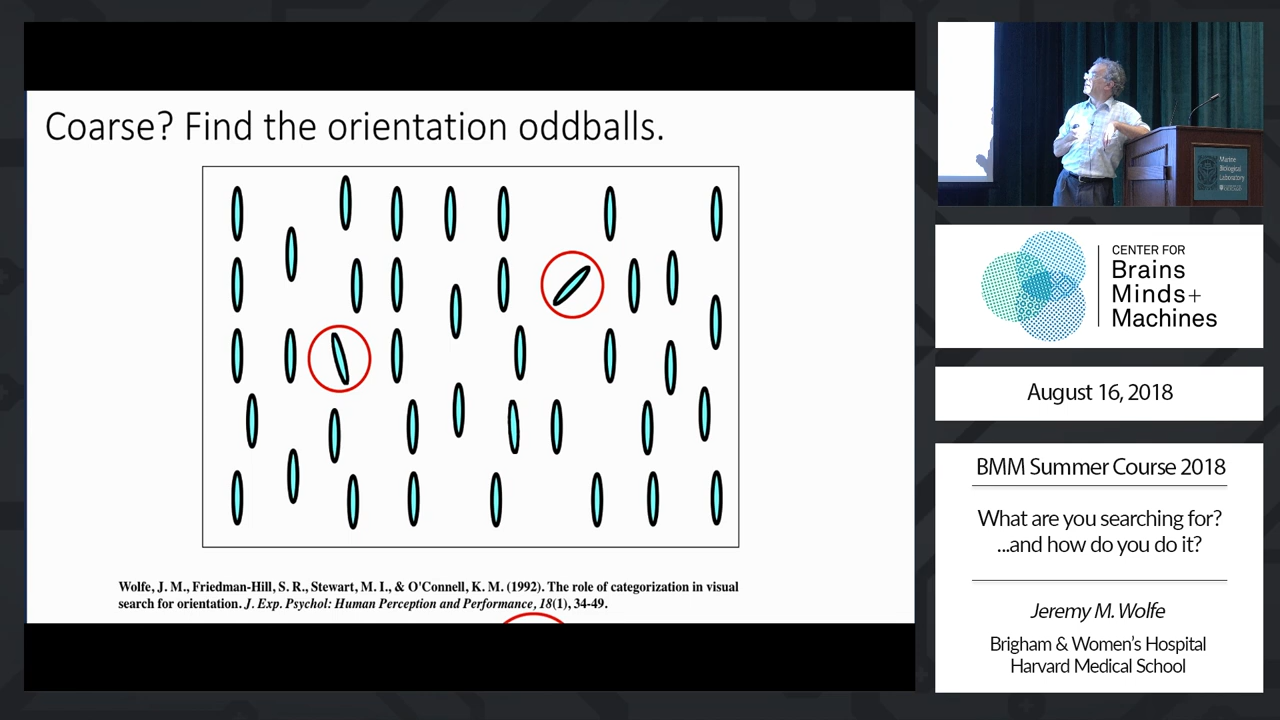 Coarse? Find the orientation oddballs.
Wolfe, J. M., Friedman-Hill, S. R., Stewart, M. I., & O'Connell, K. M. (1992). The role of categorization in visual
search for orientation. J. Exp. Psychol: Human Perception and Performance, 18(1), 34-49.
Marine
Biological
Laboratory
CENTER FOR
Brains
Minds+
Machines
August 16, 2018
BMM Summer Course 2018
What are you searching for?
...and how do you do it?
Jeremy M. Wolfe
Brigham & Women's Hospital
Harvard Medical School